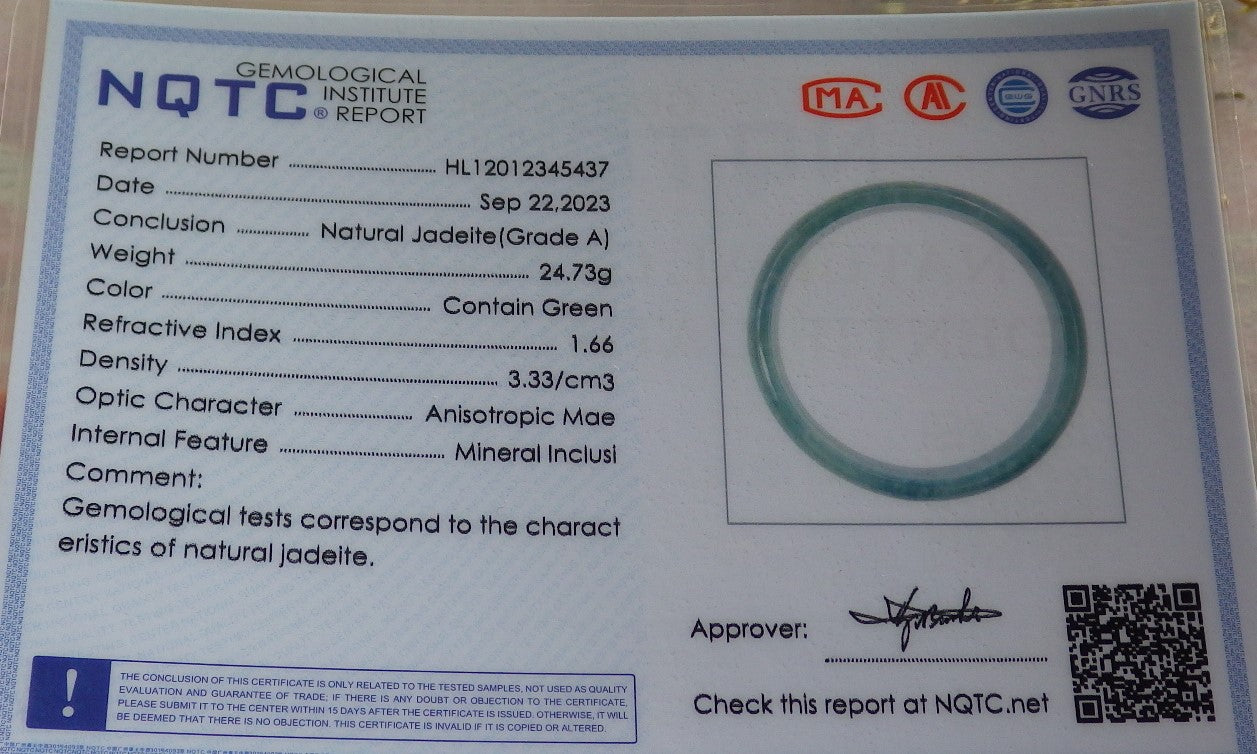 NQTC® GEMOLOGICAL INSTITUTE REPORT
MA
GNRS
Report Number HL12012345437
Date Sep 22,2023
Conclusion Natural Jadeite(Grade A)
Weight 24.73g
Color Contain Green
Refractive Index 1.66
Density 3.33/cm3
Optic Character Anisotropic Mae
Internal Feature Mineral Inclusi
Comment:
Gemological tests correspond to the charact
eristics of natural jadeite.
Approver:
Check this report at NQTC.net
!
THE CONCLUSION OF THIS CERTIFICATE IS ONLY RELATED TO THE TESTED SAMPLES, NOT USED AS QUALITY
EVALUATION AND GUARANTEE OF TRADE; IF THERE IS ANY DOUBT OR OBJECTION TO THE CERTIFICATE,
PLEASE SUBMIT IT TO THE CENTER WITHIN 15 DAYS AFTER THE CERTIFICATE IS ISSUED. OTHERWISE, IT WILL
BE DEEMED THAT THERE IS NO OBJECTION. THIS CERTIFICATE IS INVALID IF IT IS COPIED OR ALTERED.